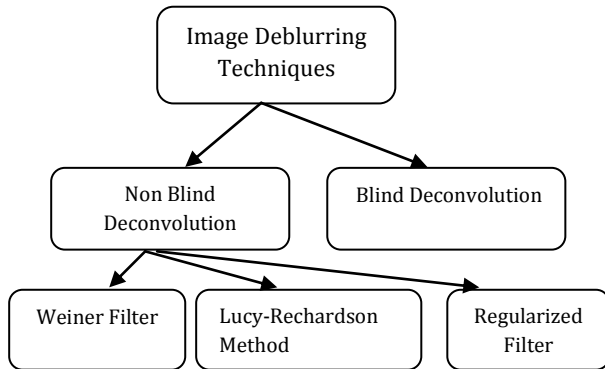 Image Deblurring
Techniques
Non Blind
Deconvolution
Blind Deconvolution
Weiner Filter
Lucy-Rechardson
Method
Regularized
Filter